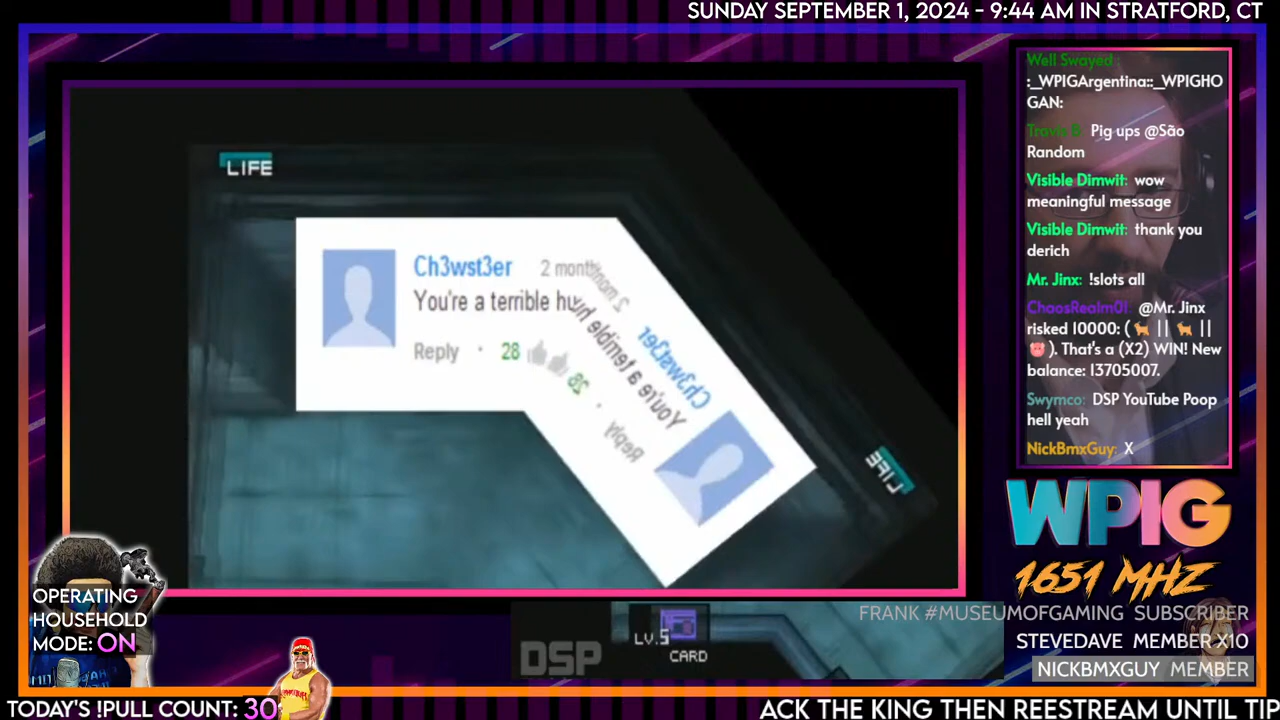 SUNDAY SEPTEMBER 1, 2024 - 9:44 AM IN STRATFORD, CT
LIFE
Ch3wst3er 2 month
You're a terrible hu
Reply · 28
2 month
Ch3wst3er
You're a terrible hu
28 · Reply
LIFE
Well Swayed
:_WPIGArgentina::_WPIGHO
GAN:
Travis B: Pig ups @São
Random
Visible Dimwit: wow
meaningful message
Visible Dimwit: thank you
derich
Mr. Jinx: !slots all
ChaosRealm01: @Mr. Jinx
risked 10000: ( 🐈 || 🐈 ||
🐷 ). That's a (X2) WIN! New
balance: 13705007.
Swymco: DSP YouTube Poop
hell yeah
NickBmxGuy: X
WPIG
1651 MHZ
OPERATING
HOUSEHOLD
MODE: ON
DSP
LV.5
CARD
FRANK #MUSEUMOFGAMING SUBSCRIBER
STEVEDAVE MEMBER X10
NICKBMXGUY MEMBER
TODAY'S !PULL COUNT: 30
ACK THE KING THEN REESTREAM UNTIL TIP